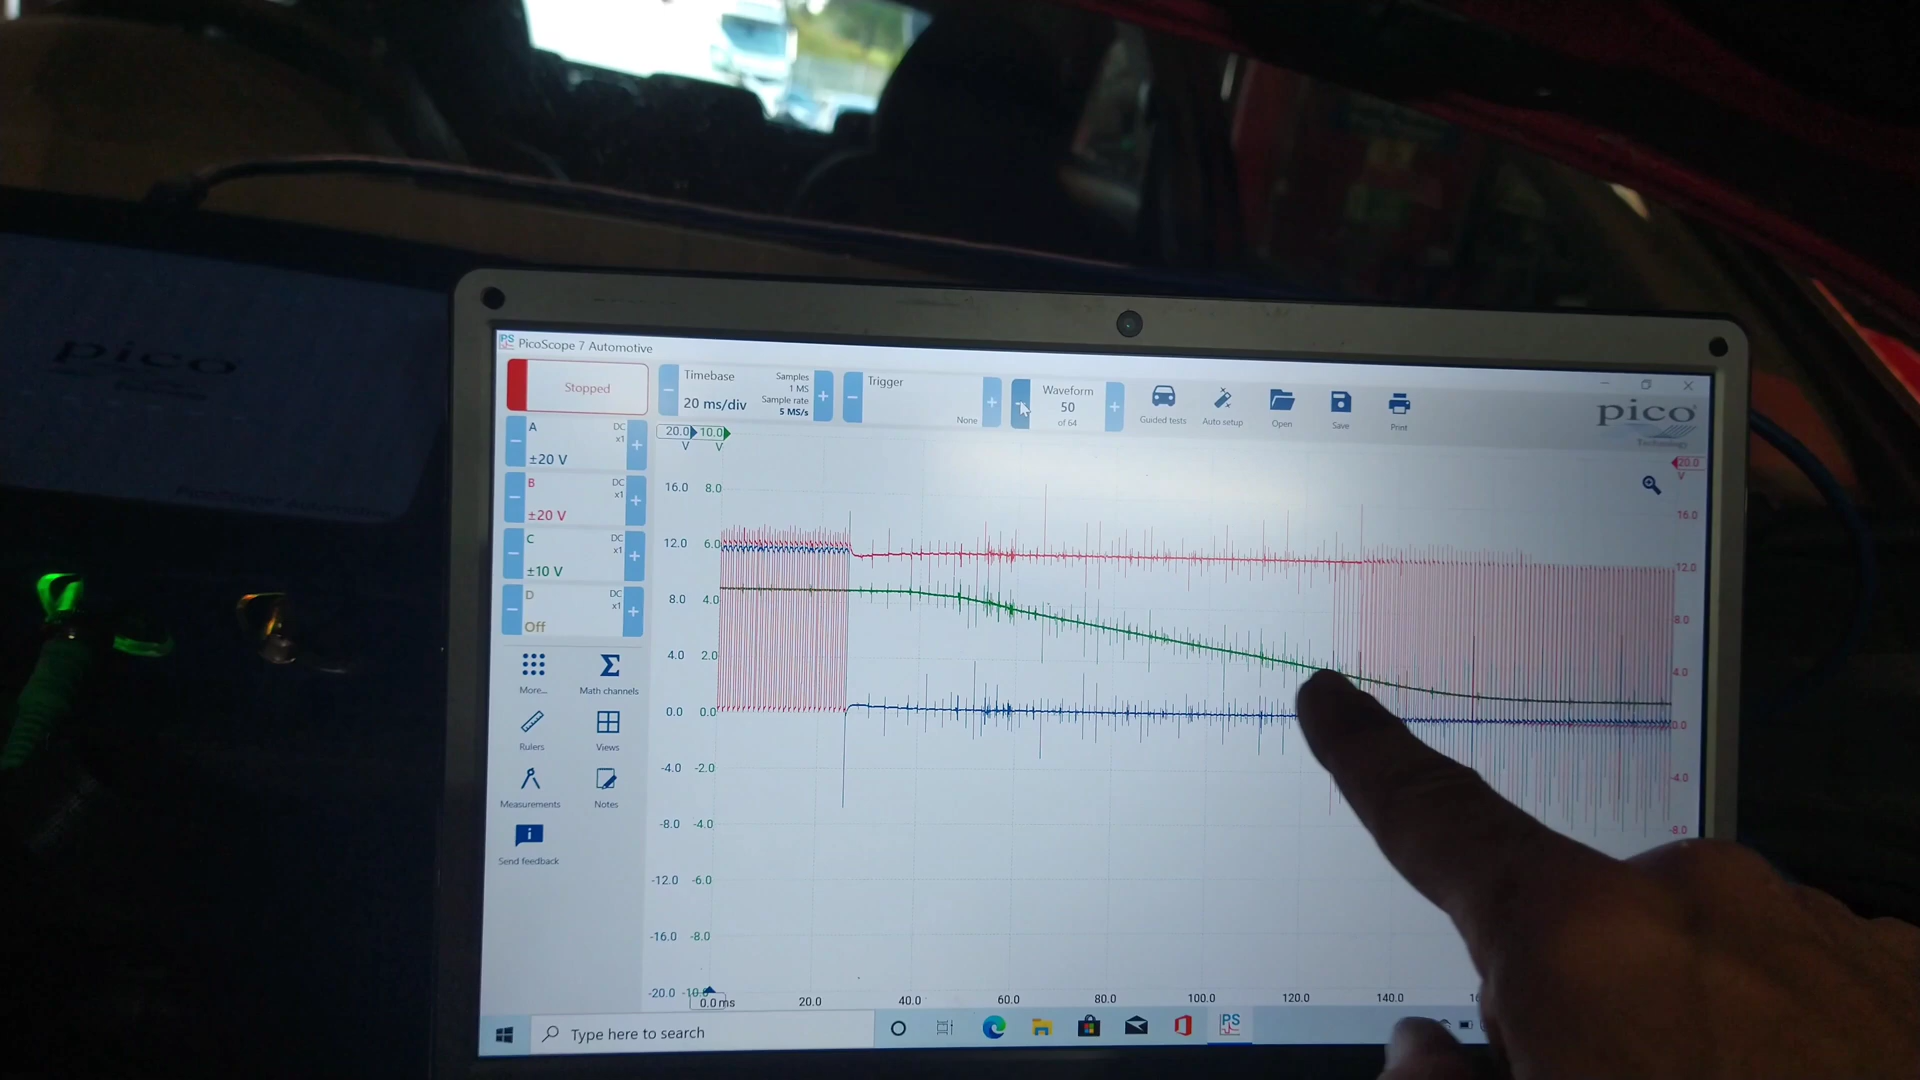 pico
PS PicoScope 7 Automotive
Stopped
Timebase
20 ms/div
Samples
1 MS
Sample rate
5 MS/s
Trigger
None
Waveform
50
of 64
Guided tests
Auto setup
Open
Save
Print
pico
Technology
A
DC
x1
±20 V
B
DC
x1
±20 V
C
DC
x1
±10 V
D
DC
x1
Off
More...
Math channels
Rulers
Views
Measurements
Notes
Send feedback
20.0 10.0
V V
16.0 8.0
12.0 6.0
8.0 4.0
4.0 2.0
0.0 0.0
-4.0 -2.0
-8.0 -4.0
-12.0 -6.0
-16.0 -8.0
-20.0 -10.0
20.0
V
16.0
12.0
8.0
4.0
0.0
-4.0
-8.0
0.0 ms 20.0 40.0 60.0 80.0 100.0 120.0 140.0
Type here to search
PS